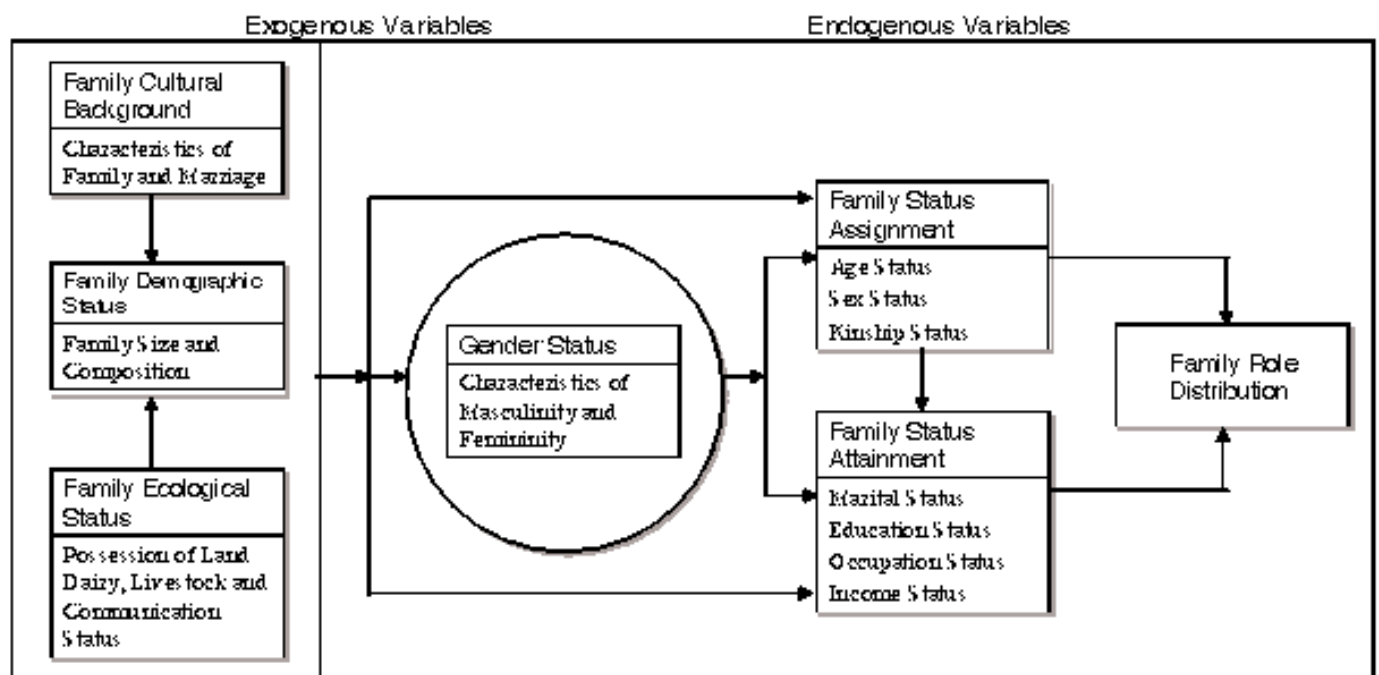 Exogenous Variables
Endogenous Variables
Family Cultural
Background
Characteristics of
Family and Marriage
Family Demographic
Status
Family Size and
Composition
Family Ecological
Status
Possession of Land
Dairy, Livestock and
Communication
Status
Gender Status
Characteristics of
Masculinity and
Femininity
Family Status
Assignment
Age Status
Sex Status
Kinship Status
Family Status
Attainment
Marital Status
Education Status
Occupation Status
Income Status
Family Role
Distribution